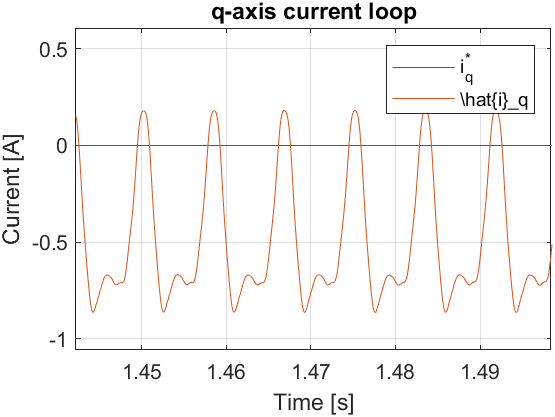 q-axis current loop
0.5
0
-0.5
-1
Current [A]
i*q
\hat{i}_q
1.45
1.46
1.47
1.48
1.49
Time [s]